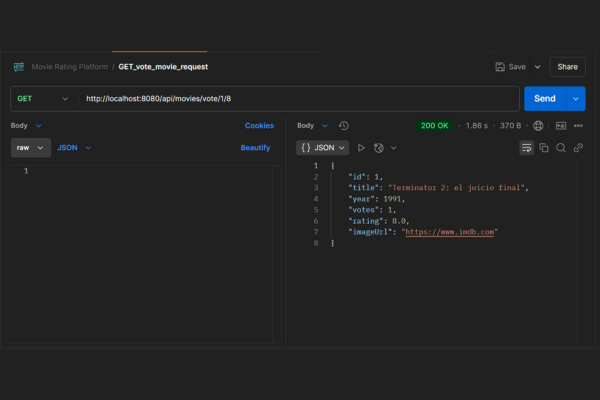 Movie Rating Platform / GET_vote_movie_request
Save
Share
GET http://localhost:8080/api/movies/vote/1/8
Send
Body Cookies
raw JSON Beautify
1
Body 200 OK • 1.86 s • 370 B
{} JSON
1 {
2 "id": 1,
3 "title": "Terminator 2: el juicio final",
4 "year": 1991,
5 "votes": 1,
6 "rating": 8.0,
7 "imageUrl": "https://www.imdb.com"
8 }